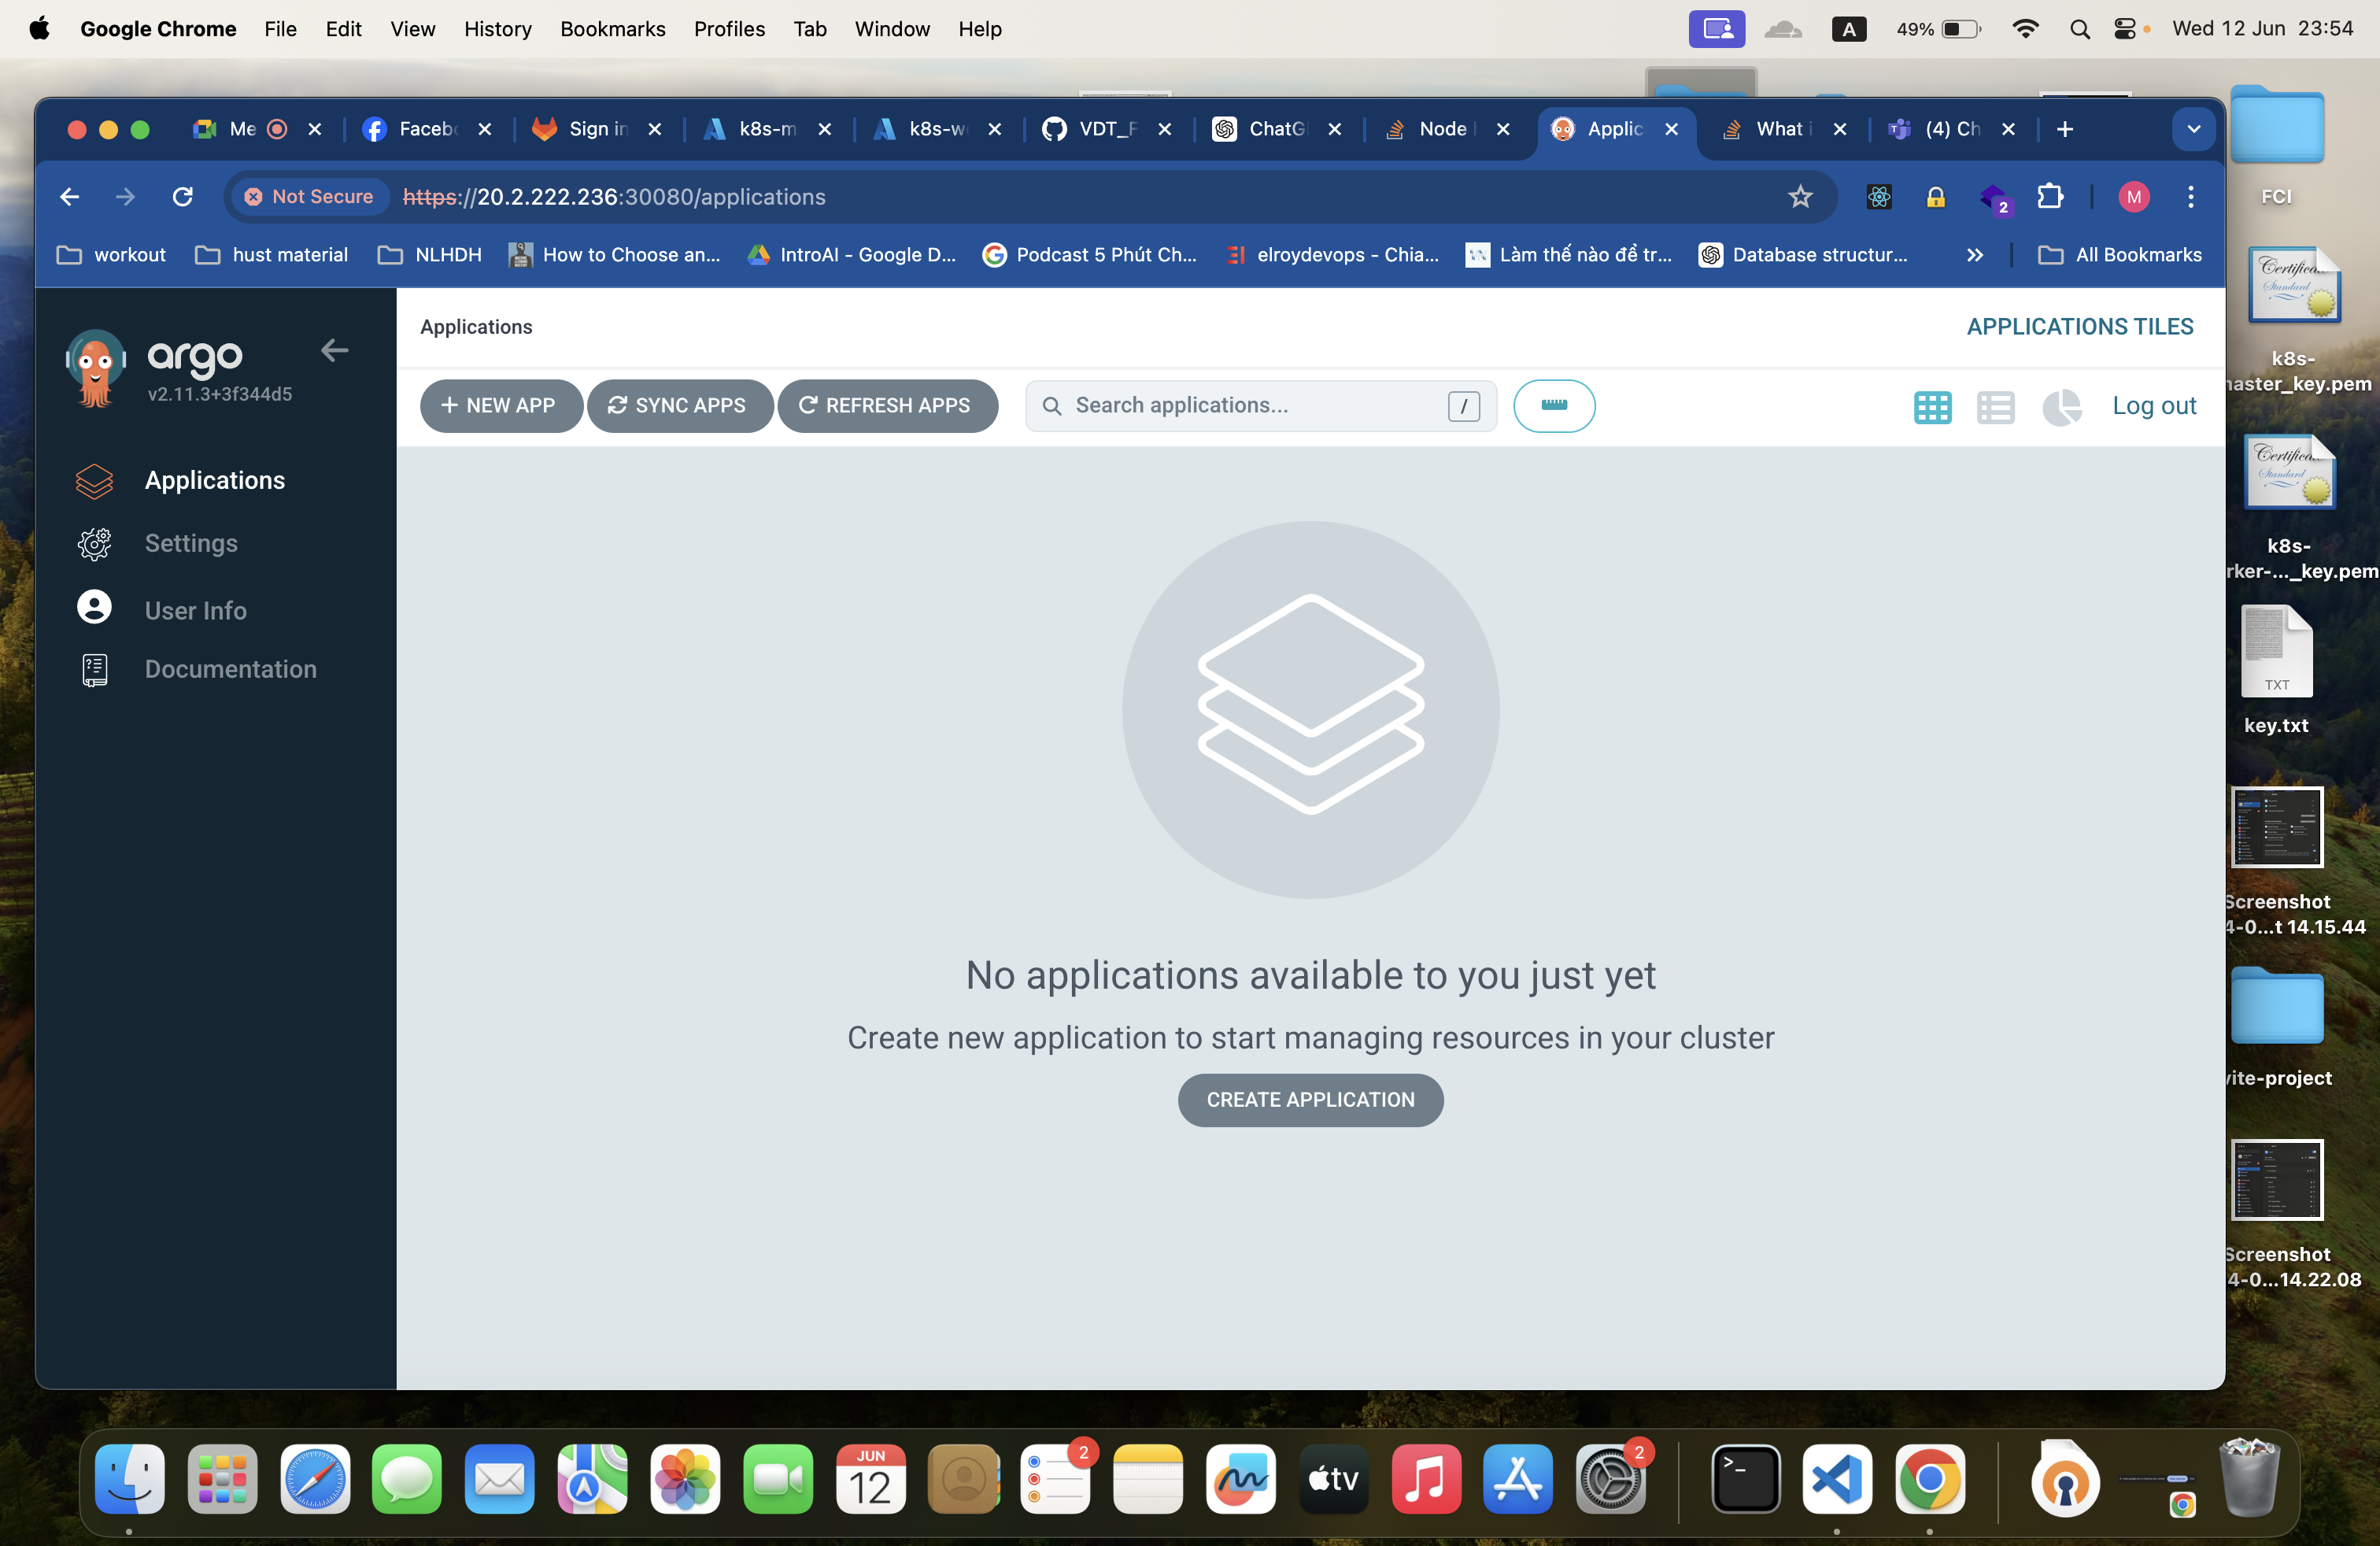 Google Chrome File Edit View History Bookmarks Profiles Tab Window Help A 49% Wed 12 Jun 23:54
Me Faceb Sign in k8s-m k8s-w VDT_F ChatG Node Applic What i (4) Ch
Not Secure https://20.2.222.236:30080/applications 2 M
workout hust material NLHDH How to Choose an... IntroAI - Google D... Podcast 5 Phút Ch... elroydevops - Chia... Làm thế nào để tr... Database structur... All Bookmarks
argo
v2.11.3+3f344d5
Applications
Settings
User Info
Documentation
Applications APPLICATIONS TILES
NEW APP SYNC APPS REFRESH APPS Search applications... / Log out
No applications available to you just yet
Create new application to start managing resources in your cluster
CREATE APPLICATION
FCI
Standard
k8s-
master_key.pem
Standard
k8s-
rker-..._key.pem
TXT
key.txt
Screenshot
4-0...t 14.15.44
vite-project
Screenshot
4-0...14.22.08
JUN
12
2
tv
2